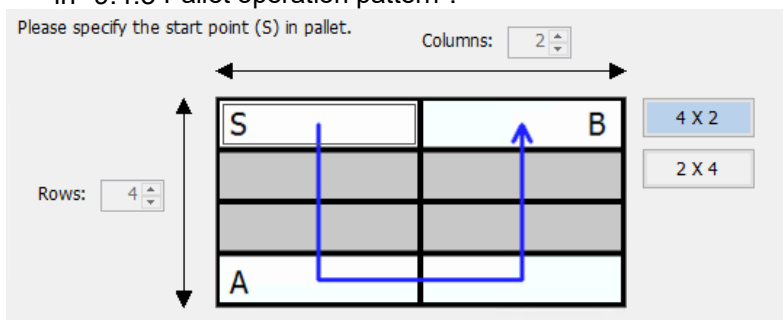 Please specify the start point (S) in pallet.
Columns: 2
S B 4 X 2
2 X 4
Rows: 4
A